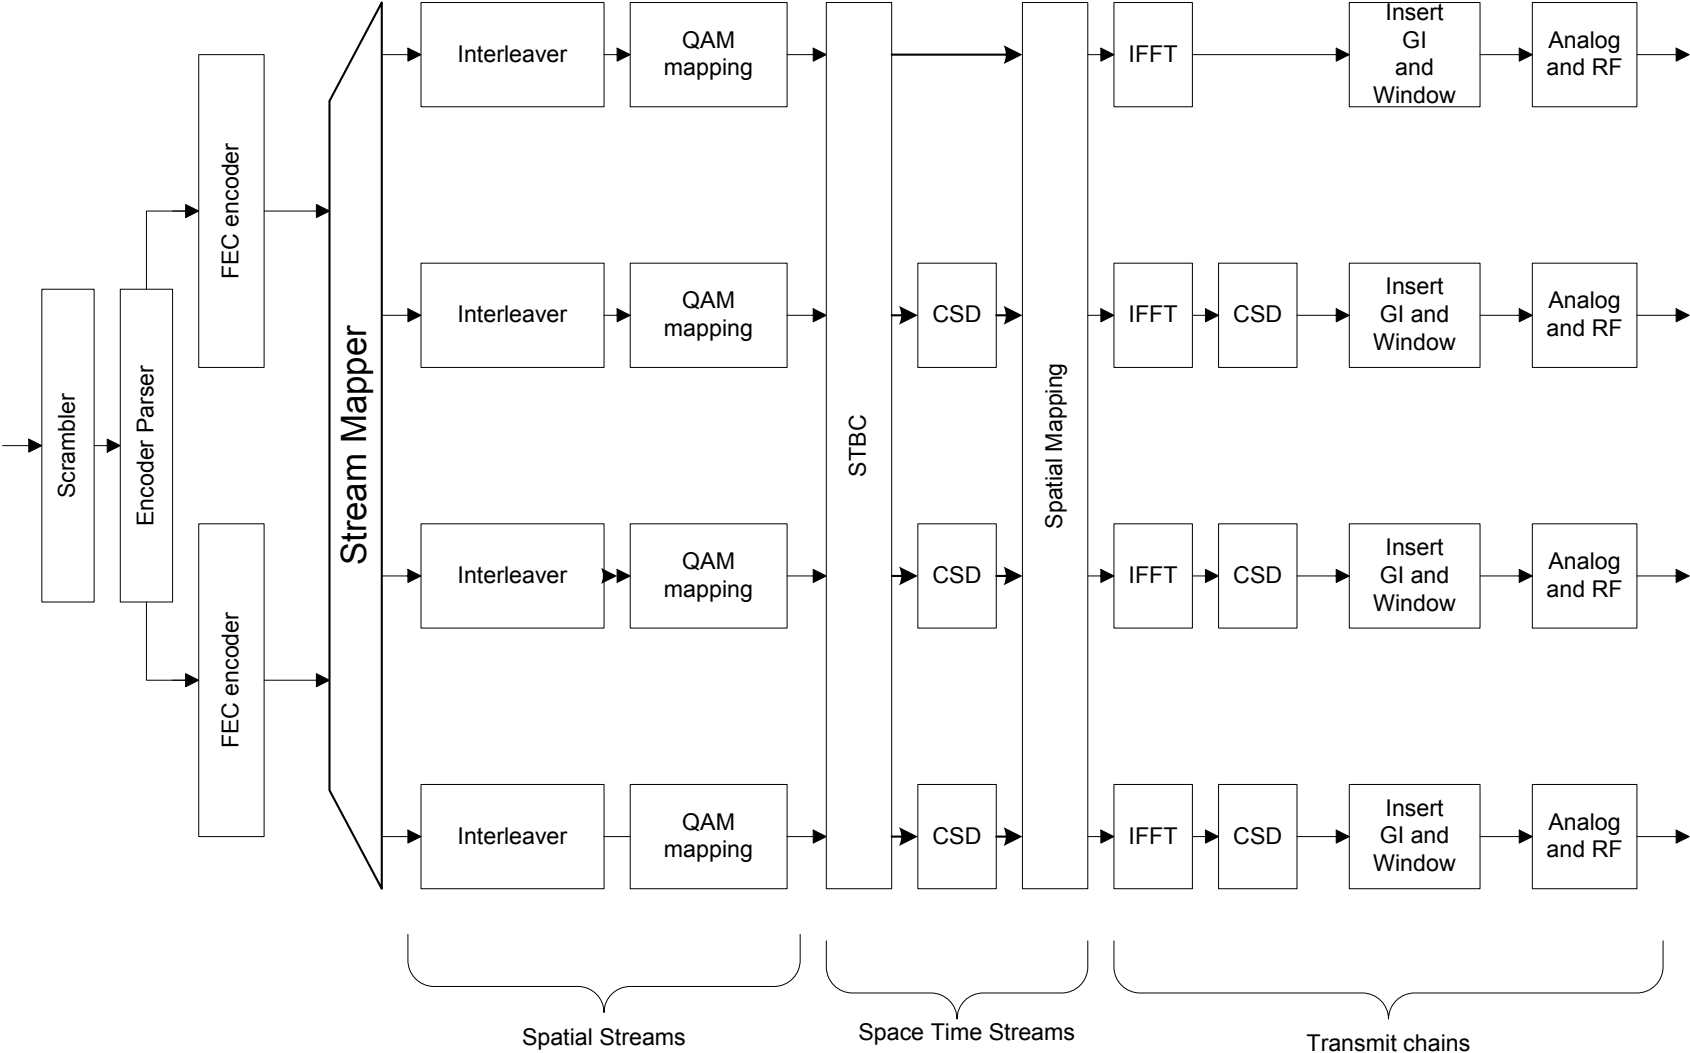 Scrambler
Encoder Parser
FEC encoder
FEC encoder
Stream Mapper
Interleaver
QAM
mapping
IFFT
Insert
GI
and
Window
Analog
and RF
Interleaver
QAM
mapping
CSD
IFFT
CSD
Insert
GI and
Window
Analog
and RF
STBC
Spatial Mapping
Interleaver
QAM
mapping
CSD
IFFT
CSD
Insert
GI and
Window
Analog
and RF
Interleaver
QAM
mapping
CSD
IFFT
CSD
Insert
GI and
Window
Analog
and RF
Spatial Streams
Space Time Streams
Transmit chains